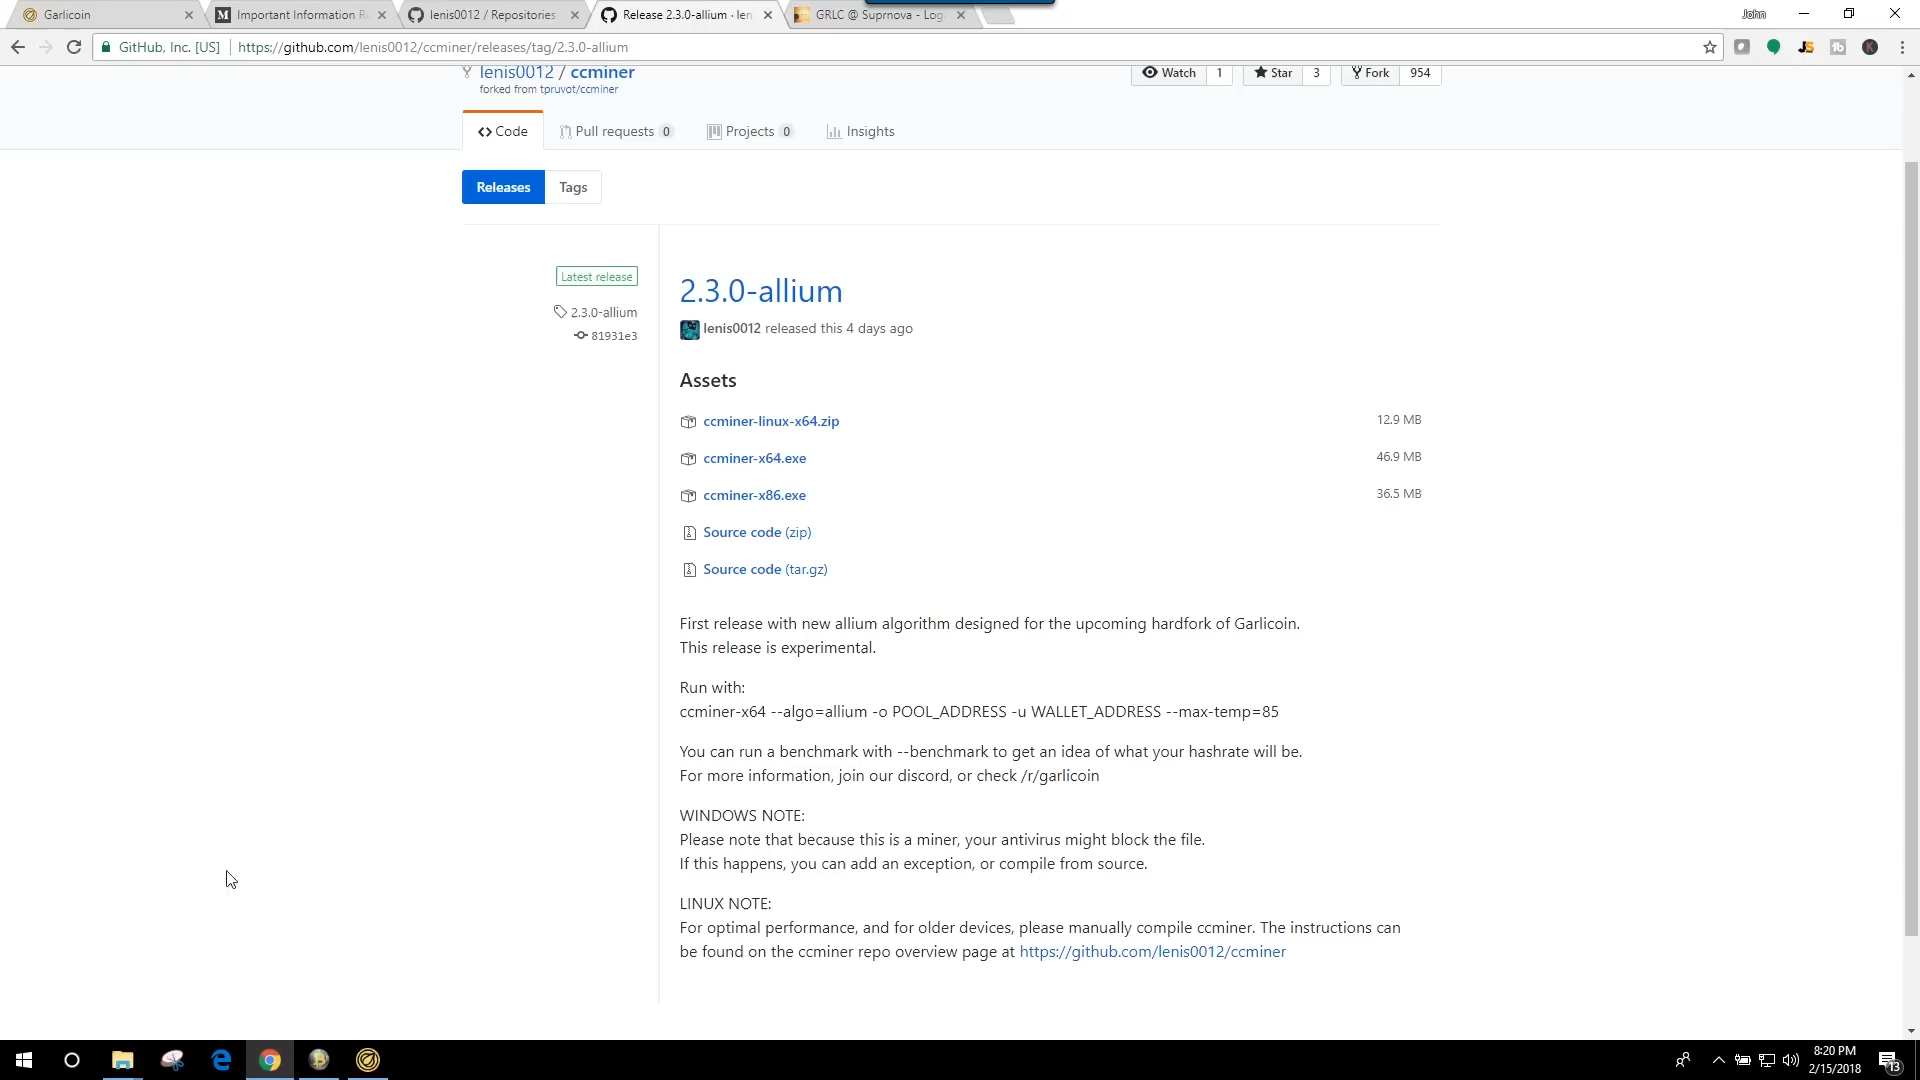 Garlicoin
Important Information R
lenis0012 / Repositories
Release 2.3.0-allium · len
GRLC @ Suprnova - Log
John
GitHub, Inc. [US]
https://github.com/lenis0012/ccminer/releases/tag/2.3.0-allium
lenis0012 / ccminer
Watch 1
Star 3
Fork 954
forked from tpruvot/ccminer
Code
Pull requests 0
Projects 0
Insights
Releases
Tags
Latest release
2.3.0-allium
81931e3
2.3.0-allium
lenis0012 released this 4 days ago
Assets
ccminer-linux-x64.zip 12.9 MB
ccminer-x64.exe 46.9 MB
ccminer-x86.exe 36.5 MB
Source code (zip)
Source code (tar.gz)
First release with new allium algorithm designed for the upcoming hardfork of Garlicoin.
This release is experimental.
Run with:
ccminer-x64 --algo=allium -o POOL_ADDRESS -u WALLET_ADDRESS --max-temp=85
You can run a benchmark with --benchmark to get an idea of what your hashrate will be.
For more information, join our discord, or check /r/garlicoin
WINDOWS NOTE:
Please note that because this is a miner, your antivirus might block the file.
If this happens, you can add an exception, or compile from source.
LINUX NOTE:
For optimal performance, and for older devices, please manually compile ccminer. The instructions can
be found on the ccminer repo overview page at https://github.com/lenis0012/ccminer
8:20 PM
2/15/2018
13